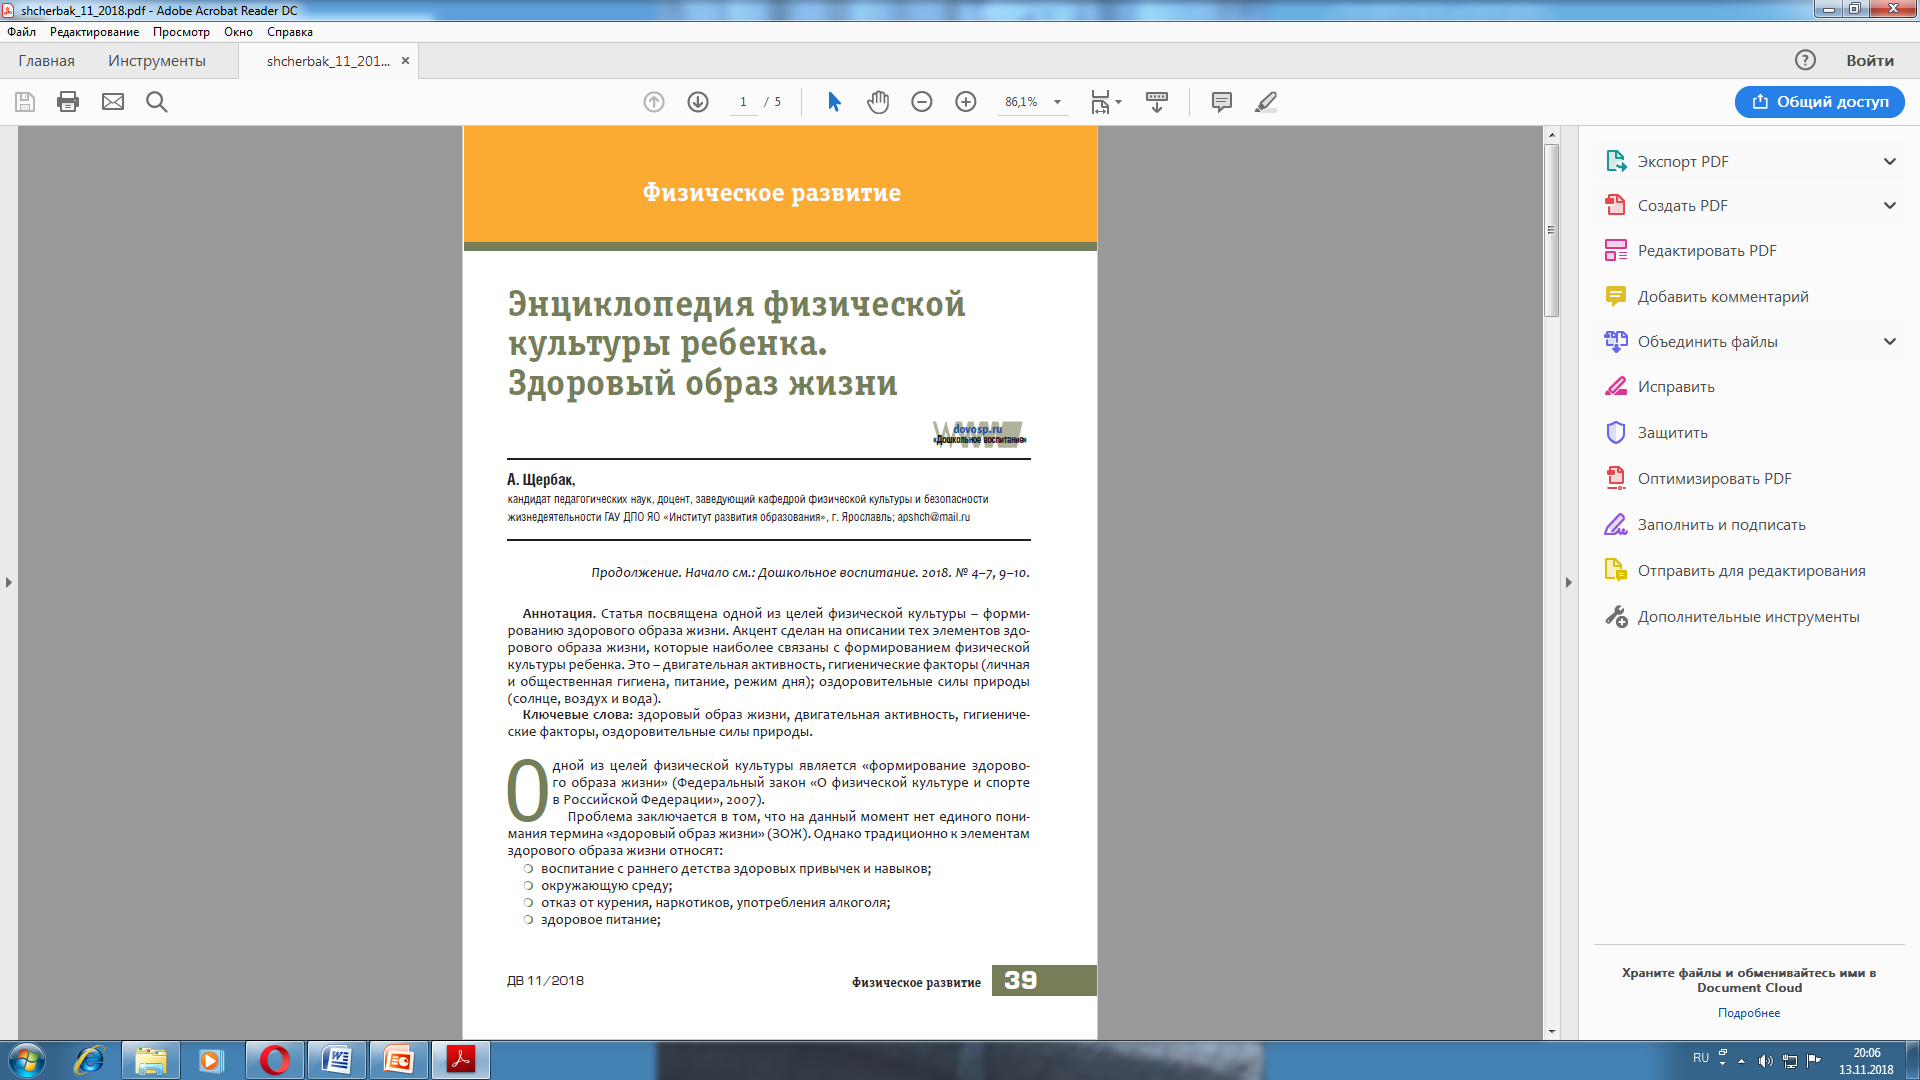 shcherbak_11_2018.pdf - Adobe Acrobat Reader DC
Файл Редактирование Просмотр Окно Справка
Главная Инструменты shcherbak_11_201... Войти
1 / 5 86,1% Общий доступ
Физическое развитие
Энциклопедия физической
культуры ребенка.
Здоровый образ жизни
dovosp.ru
«Дошкольное воспитание»
А. Щербак,
кандидат педагогических наук, доцент, заведующий кафедрой физической культуры и безопасности
жизнедеятельности ГАУ ДПО ЯО «Институт развития образования», г. Ярославль; apshch@mail.ru
Продолжение. Начало см.: Дошкольное воспитание. 2018. № 4–7, 9–10.
Аннотация. Статья посвящена одной из целей физической культуры – форми-
рованию здорового образа жизни. Акцент сделан на описании тех элементов здо-
рового образа жизни, которые наиболее связаны с формированием физической
культуры ребенка. Это – двигательная активность, гигиенические факторы (личная
и общественная гигиена, питание, режим дня); оздоровительные силы природы
(солнце, воздух и вода).
Ключевые слова: здоровый образ жизни, двигательная активность, гигиениче-
ские факторы, оздоровительные силы природы.
Одной из целей физической культуры является «формирование здорово-
го образа жизни» (Федеральный закон «О физической культуре и спорте
в Российской Федерации», 2007).
Проблема заключается в том, что на данный момент нет единого пони-
мания термина «здоровый образ жизни» (ЗОЖ). Однако традиционно к элементам
здорового образа жизни относят:
❍ воспитание с раннего детства здоровых привычек и навыков;
❍ окружающую среду;
❍ отказ от курения, наркотиков, употребления алкоголя;
❍ здоровое питание;
ДВ 11/2018 Физическое развитие 39
Экспорт PDF
Создать PDF
Редактировать PDF
Добавить комментарий
Объединить файлы
Исправить
Защитить
Оптимизировать PDF
Заполнить и подписать
Отправить для редактирования
Дополнительные инструменты
Храните файлы и обменивайтесь ими в
Document Cloud
Подробнее
RU
20:06
13.11.2018